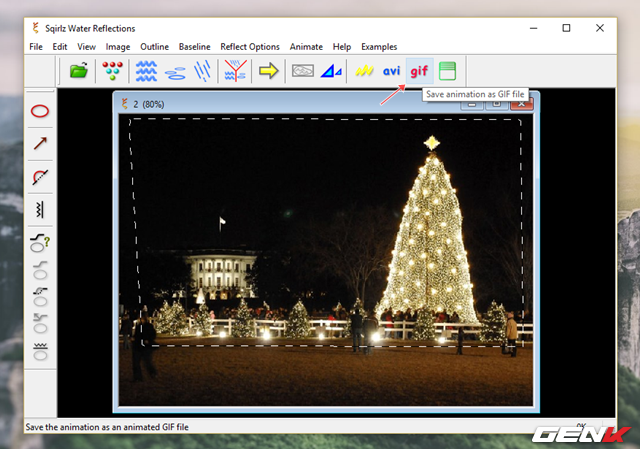 Sqirlz Water Reflections
File Edit View Image Outline Baseline Reflect Options Animate Help Examples
avi gif
Save animation as GIF file
2 (80%)
?
Save the animation as an animated GIF file
GENK